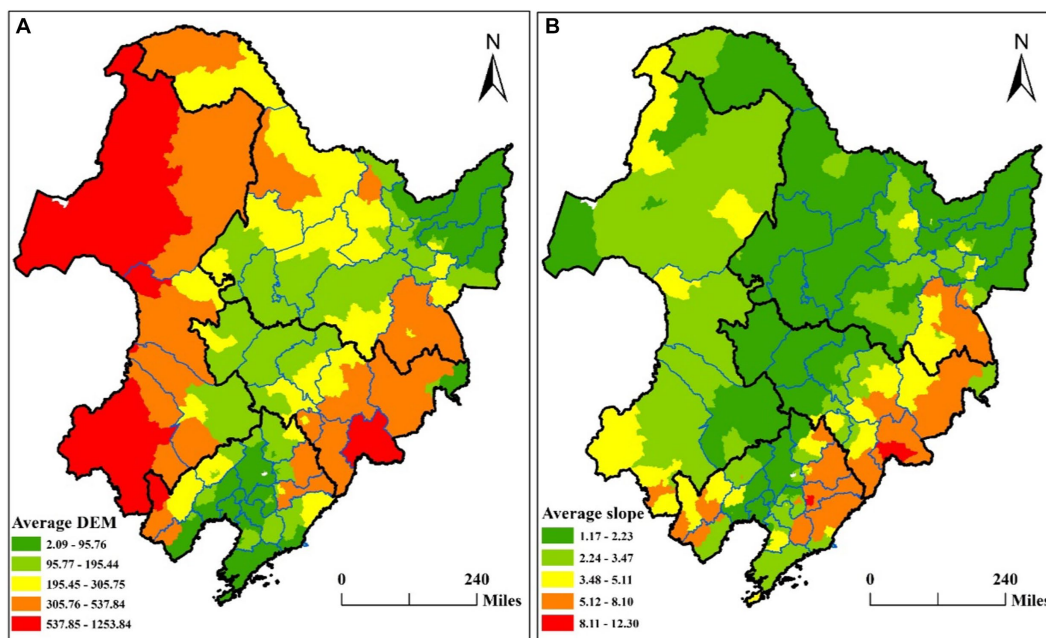 A
N
Average DEM
2.09 - 95.76
95.77 - 195.44
195.45 - 305.75
305.76 - 537.84
537.85 - 1253.84
0 240
Miles
B
N
Average slope
1.17 - 2.23
2.24 - 3.47
3.48 - 5.11
5.12 - 8.10
8.11 - 12.30
0 240
Miles